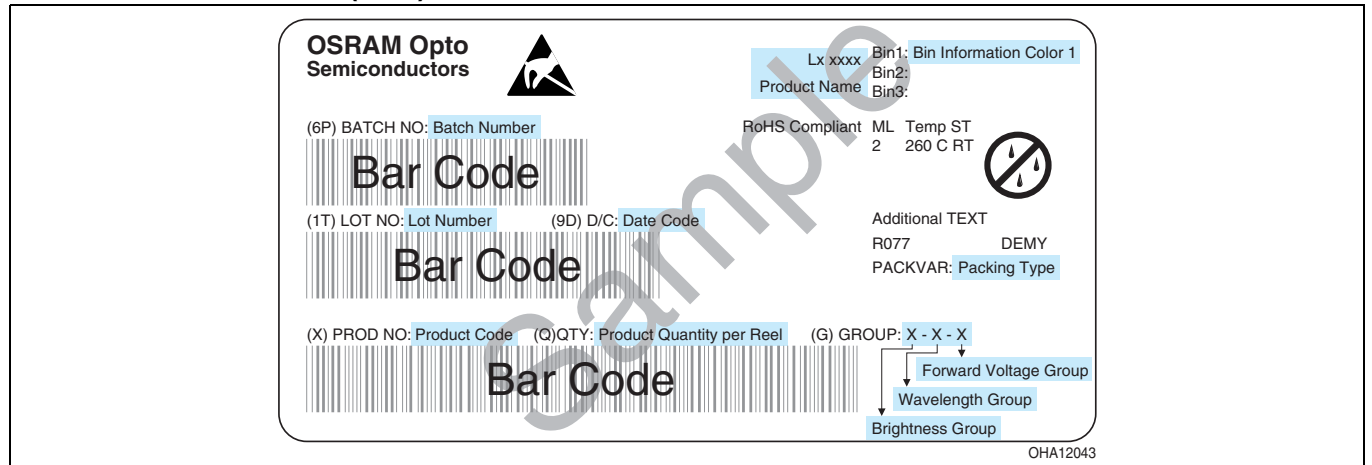 OSRAM Opto
Semiconductors
Lx xxxx
Product Name
Bin1: Bin Information Color 1
Bin2:
Bin3:
(6P) BATCH NO: Batch Number
Bar Code
RoHS Compliant ML Temp ST
2 260 C RT
(1T) LOT NO: Lot Number (9D) D/C: Date Code
Bar Code
Additional TEXT
R077 DEMY
PACKVAR: Packing Type
(X) PROD NO: Product Code (Q)QTY: Product Quantity per Reel (G) GROUP: X - X - X
Bar Code
Forward Voltage Group
Wavelength Group
Brightness Group
Sample
OHA12043